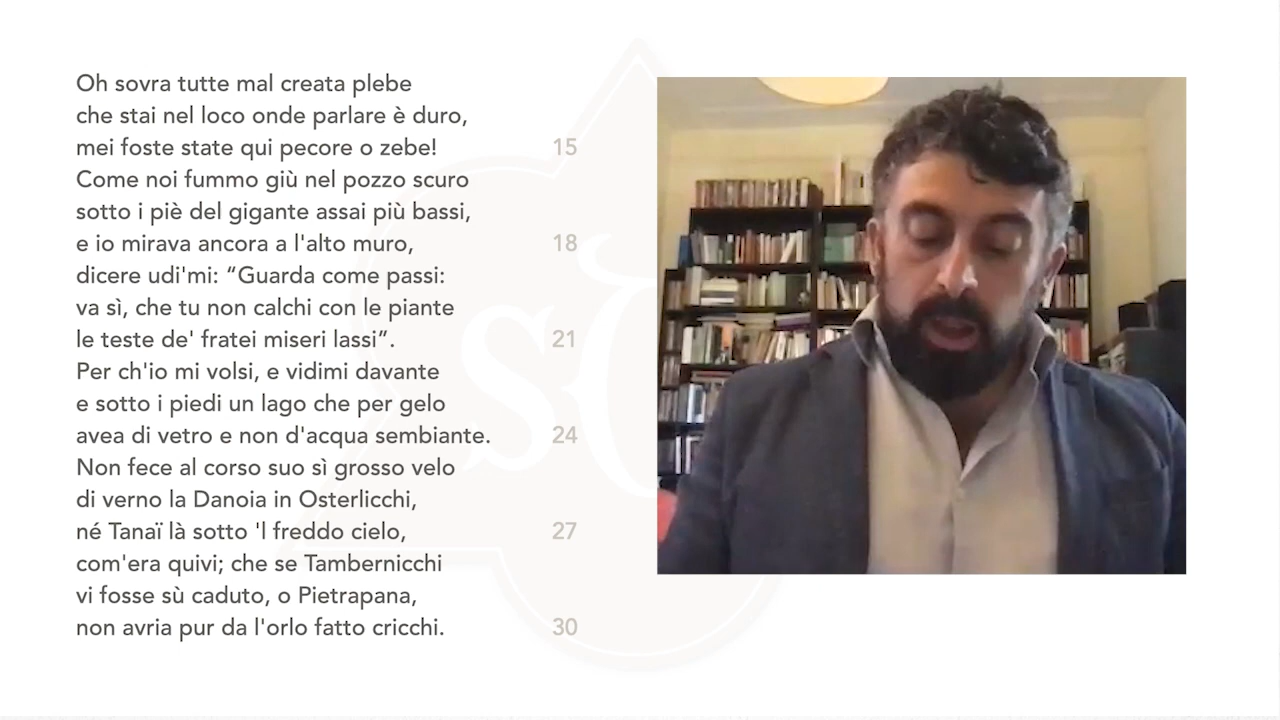 Oh sovra tutte mal creata plebe
che stai nel loco onde parlare è duro,
mei foste state qui pecore o zebe! 15
Come noi fummo giù nel pozzo scuro
sotto i piè del gigante assai più bassi,
e io mirava ancora a l'alto muro, 18
dicere udi'mi: “Guarda come passi:
va sì, che tu non calchi con le piante
le teste de' fratei miseri lassi”. 21
Per ch'io mi volsi, e vidimi davante
e sotto i piedi un lago che per gelo
avea di vetro e non d'acqua sembiante. 24
Non fece al corso suo sì grosso velo
di verno la Danoia in Osterlicchi,
né Tanaï là sotto 'l freddo cielo, 27
com'era quivi; che se Tambernicchi
vi fosse sù caduto, o Pietrapana,
non avria pur da l'orlo fatto cricchi. 30